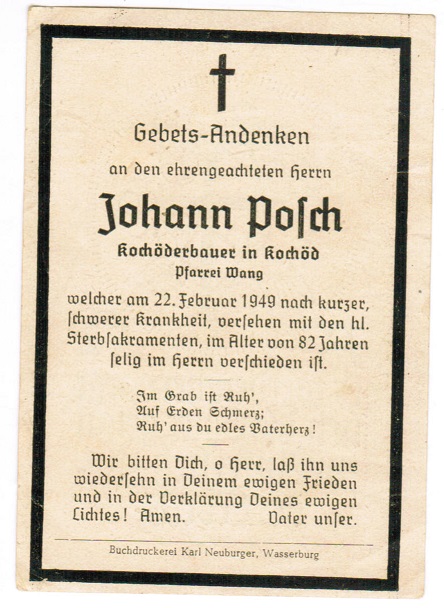 Gebets-Andenken
an den ehrengeachteten Herrn
Johann Posch
Kochöderbauer in Kochöd
Pfarrei Wang
welcher am 22. Februar 1949 nach kurzer,
schwerer Krankheit, versehen mit den hl.
Sterbsakramenten, im Alter von 82 Jahren
selig im Herrn verschieden ist.
Im Grab ist Ruh',
Auf Erden Schmerz;
Ruh' aus du edles Vaterherz!
Wir bitten Dich, o Herr, laß ihn uns
wiedersehn in Deinem ewigen Frieden
und in der Verklärung Deines ewigen
Lichtes! Amen. Vater unser.
Buchdruckerei Karl Neuburger, Wasserburg